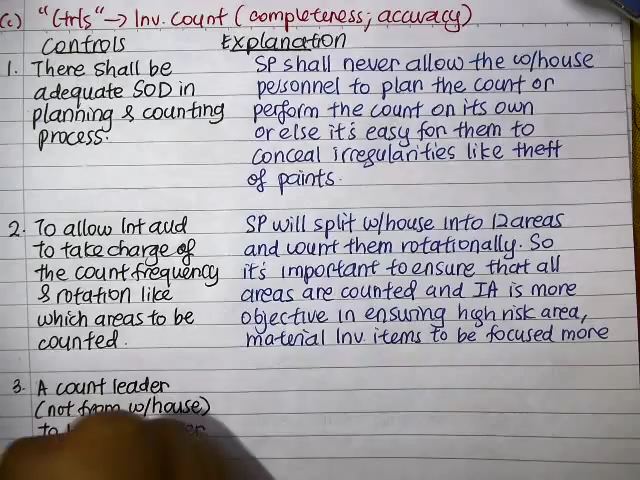 (c) "Ctrls" → Inv. Count (completeness; accuracy)
Controls Explanation
1. There shall be
adequate SOD in
planning & counting
process.
SP shall never allow the w/house
personnel to plan the count or
perform the count on its own
or else it's easy for them to
conceal irregularities like theft
of paints.
2. To allow Int aud
to take charge of
the count frequency
& rotation like
which areas to be
counted.
SP will split w/house into 12 areas
and count them rotationally. So
it's important to ensure that all
areas are counted and IA is more
objective in ensuring high risk area,
material Inv. items to be focused more
3. A count leader
(not from w/house)
to